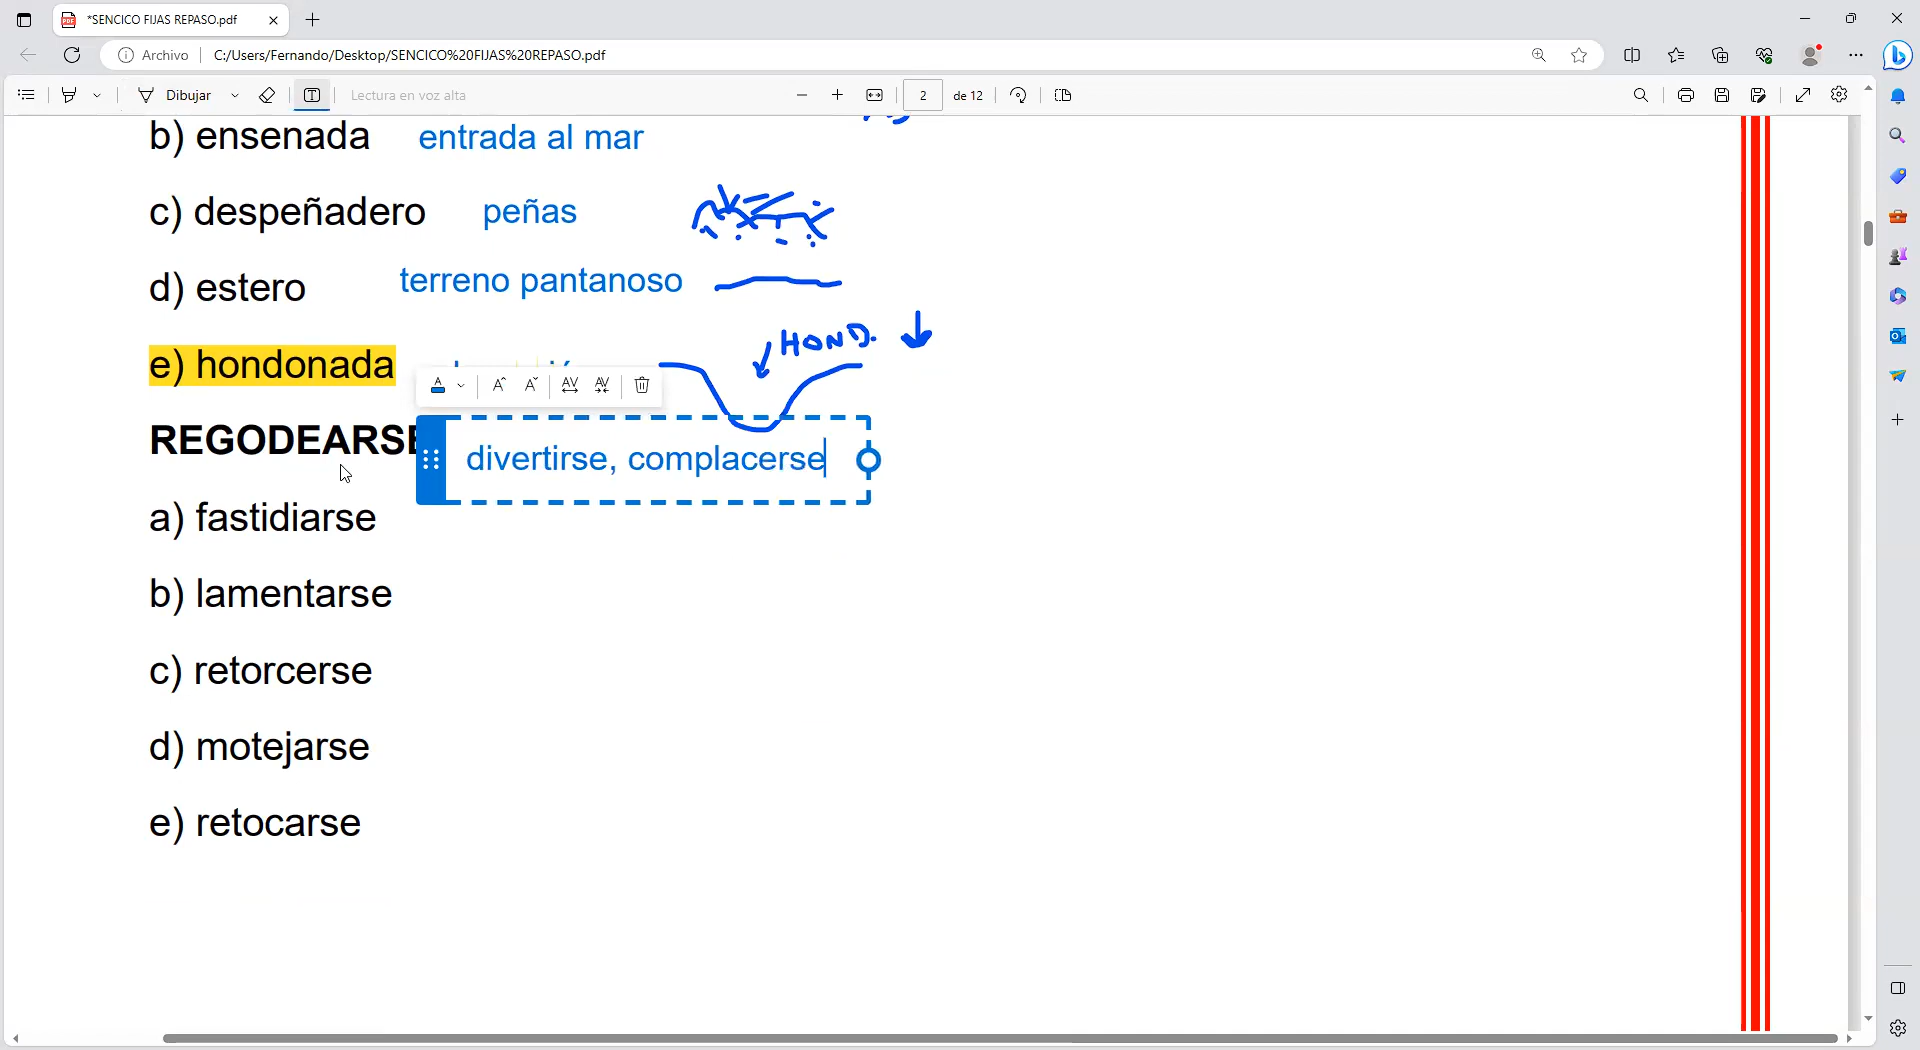 *SENCICO FIJAS REPASO.pdf
Archivo C:/Users/Fernando/Desktop/SENCICO%20FIJAS%20REPASO.pdf
Dibujar Lectura en voz alta 2 de 12
b) ensenada entrada al mar
c) despeñadero peñas
d) estero terreno pantanoso
HOND.
e) hondonada
REGODEARSE divertirse, complacerse
a) fastidiarse
b) lamentarse
c) retorcerse
d) motejarse
e) retocarse